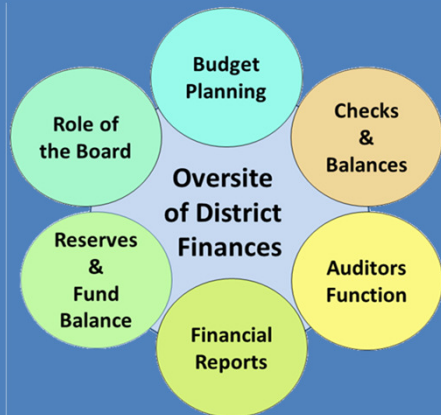 Budget
Planning
Checks
&
Balances
Auditors
Function
Financial
Reports
Reserves
&
Fund
Balance
Role of
the Board
Oversite
of District
Finances